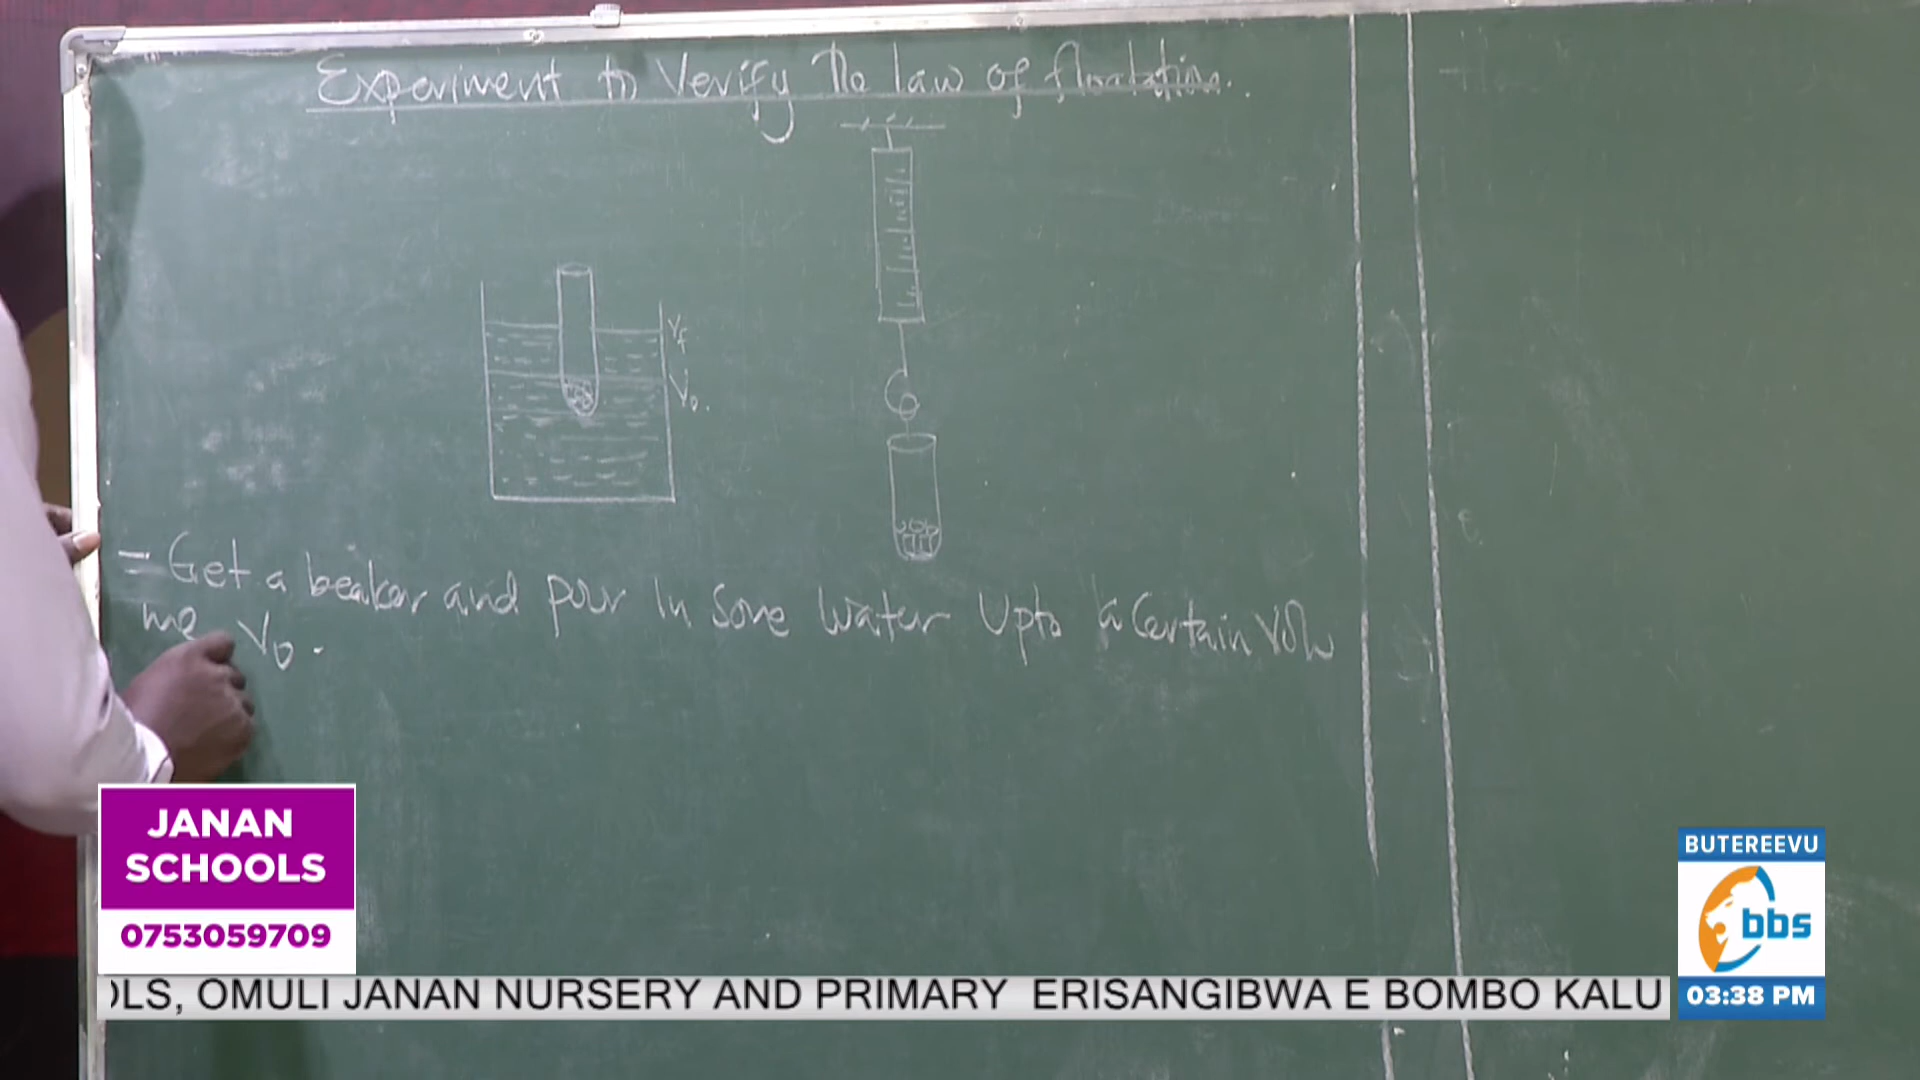 Experiment to Verify The law of floatation.
Vf
Vo.
- Get a beaker and pour In Some Water Upto a Certain Volu
me Vo.
JANAN
SCHOOLS
0753059709
BUTEREEVU
bbs
03:38 PM
OLS, OMULI JANAN NURSERY AND PRIMARY ERISANGIBWA E BOMBO KALU